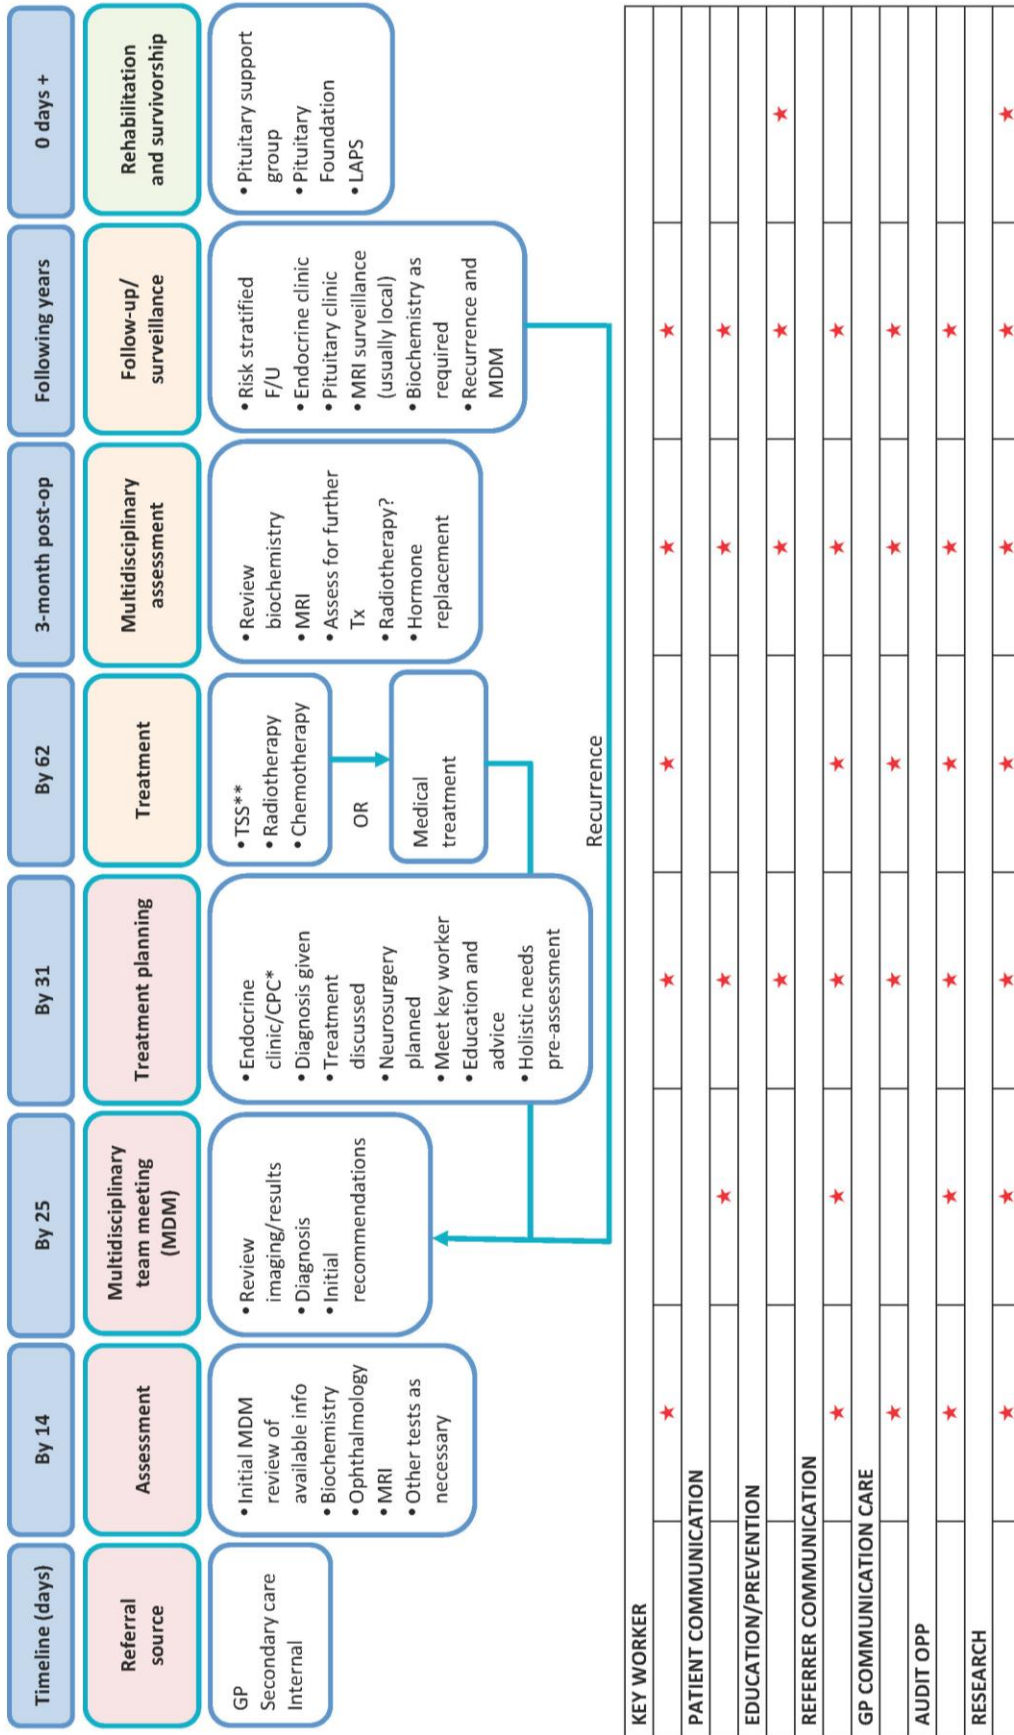 Timeline (days)
By 14
By 25
By 31
By 62
3-month post-op
Following years
0 days +
Referral
source
Assessment
Multidisciplinary
team meeting
(MDM)
Treatment planning
Treatment
Multidisciplinary
assessment
Follow-up/
surveillance
Rehabilitation
and survivorship
GP
Secondary care
Internal
• Initial MDM
review of
available info
• Biochemistry
• Ophthalmology
• MRI
• Other tests as
necessary
• Review
imaging/results
• Diagnosis
• Initial
recommendations
• Endocrine
clinic/CPC*
• Diagnosis given
• Treatment
discussed
• Neurosurgery
planned
• Meet key worker
• Education and
advice
• Holistic needs
pre-assessment
• TSS**
• Radiotherapy
• Chemotherapy
OR
Medical
treatment
• Review
biochemistry
• MRI
• Assess for further
Tx
• Radiotherapy?
• Hormone
replacement
• Risk stratified
F/U
• Endocrine clinic
• Pituitary clinic
• MRI surveillance
(usually local)
• Biochemistry as
required
• Recurrence and
MDM
• Pituitary support
group
• Pituitary
Foundation
• LAPS
Recurrence
KEY WORKER
PATIENT COMMUNICATION
EDUCATION/PREVENTION
REFERRER COMMUNICATION
GP COMMUNICATION CARE
AUDIT OPP
RESEARCH